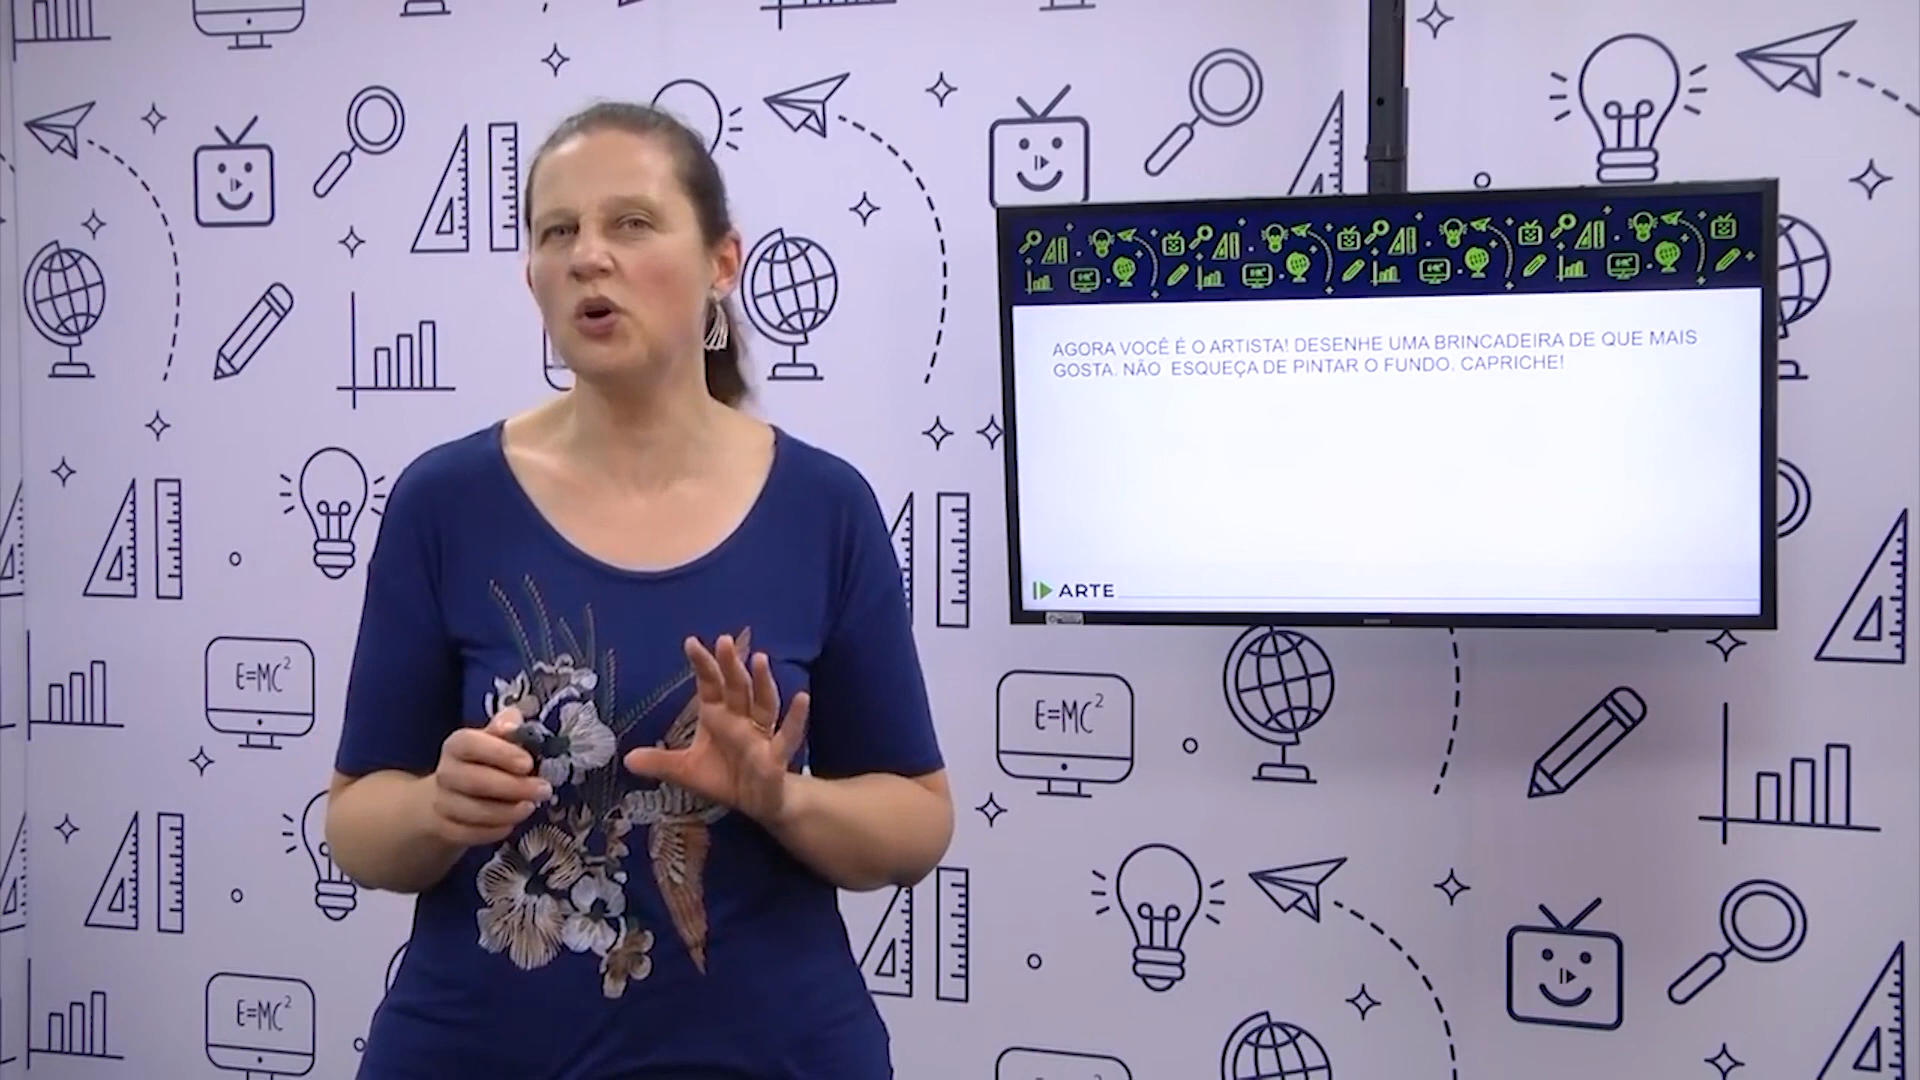 AGORA VOCÊ É O ARTISTA! DESENHE UMA BRINCADEIRA DE QUE MAIS
GOSTA. NÃO ESQUEÇA DE PINTAR O FUNDO. CAPRICHE!
ARTE
E=MC²
E=MC²
E=MC²